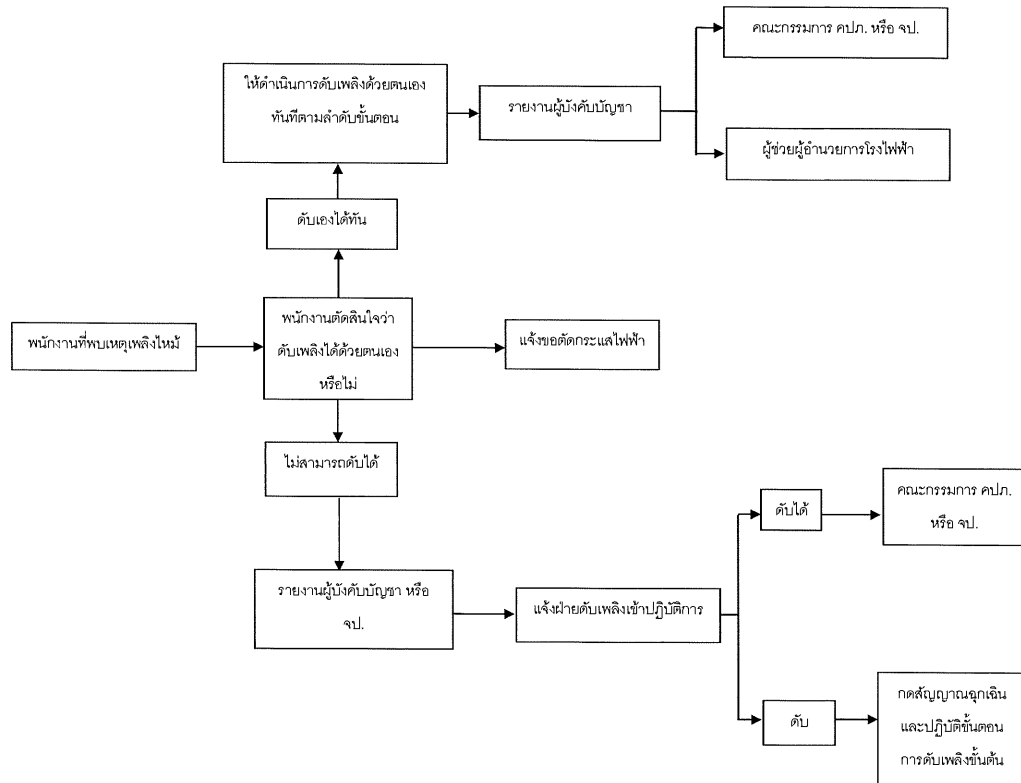 คณะกรรมการ คปภ. หรือ จป.
ให้ดำเนินการดับเพลิงด้วยตนเอง
ทันทีตามลำดับขั้นตอน
รายงานผู้บังคับบัญชา
ผู้ช่วยผู้อำนวยการโรงไฟฟ้า
ดับเองได้ทัน
พนักงานที่พบเหตุเพลิงไหม้
พนักงานตัดสินใจว่า
ดับเพลิงได้ด้วยตนเอง
หรือไม่
แจ้งขอตัดกระแสไฟฟ้า
ไม่สามารถดับได้
รายงานผู้บังคับบัญชา หรือ
จป.
แจ้งฝ่ายดับเพลิงเข้าปฏิบัติการ
ดับได้
คณะกรรมการ คปภ.
หรือ จป.
ดับ
กดสัญญาณฉุกเฉิน
และปฏิบัติขั้นตอน
การดับเพลิงขั้นต้น